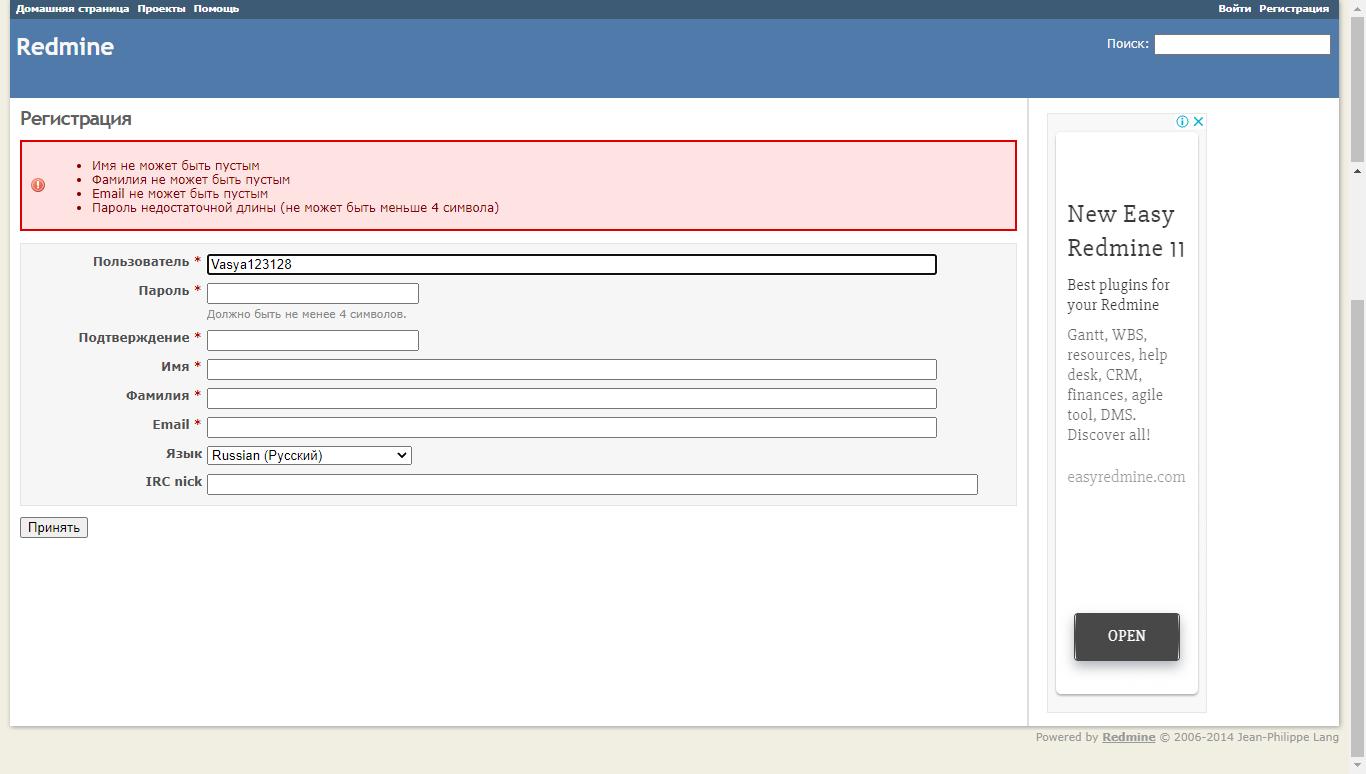 Домашняя страница Проекты Помощь Войти Регистрация
Redmine
Поиск:
Регистрация
Имя не может быть пустым
Фамилия не может быть пустым
Email не может быть пустым
Пароль недостаточной длины (не может быть меньше 4 символа)
Пользователь * Vasya123128
Пароль *
Должно быть не менее 4 символов.
Подтверждение *
Имя *
Фамилия *
Email *
Язык Russian (Русский)
IRC nick
Принять
New Easy
Redmine 11
Best plugins for
your Redmine
Gantt, WBS,
resources, help
desk, CRM,
finances, agile
tool, DMS.
Discover all!
easyredmine.com
OPEN
Powered by Redmine © 2006-2014 Jean-Philippe Lang